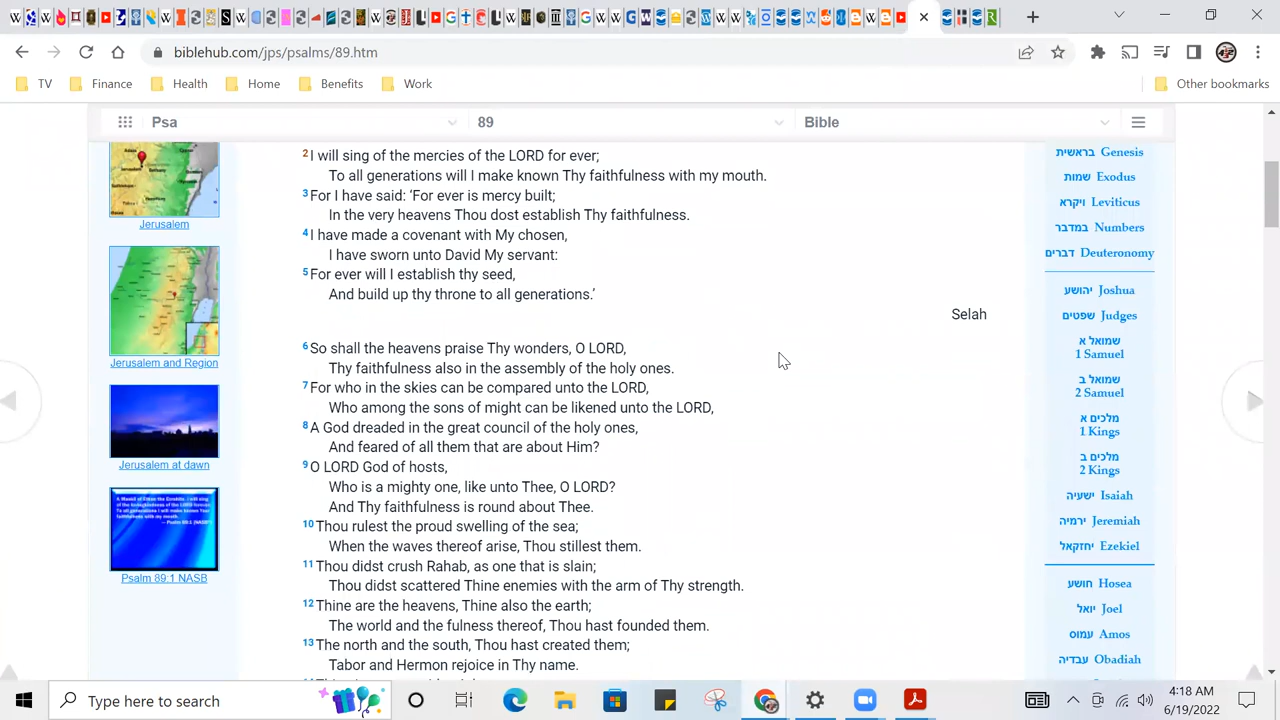 biblehub.com/jps/psalms/89.htm
TV Finance Health Home Benefits Work Other bookmarks
Psa 89 Bible
Jerusalem
Jerusalem and Region
Jerusalem at dawn
Psalm 89:1 NASB
2 I will sing of the mercies of the LORD for ever;
To all generations will I make known Thy faithfulness with my mouth.
3 For I have said: ‘For ever is mercy built;
In the very heavens Thou dost establish Thy faithfulness.
4 I have made a covenant with My chosen,
I have sworn unto David My servant:
5 For ever will I establish thy seed,
And build up thy throne to all generations.’
Selah
6 So shall the heavens praise Thy wonders, O LORD,
Thy faithfulness also in the assembly of the holy ones.
7 For who in the skies can be compared unto the LORD,
Who among the sons of might can be likened unto the LORD,
8 A God dreaded in the great council of the holy ones,
And feared of all them that are about Him?
9 O LORD God of hosts,
Who is a mighty one, like unto Thee, O LORD?
And Thy faithfulness is round about Thee.
10 Thou rulest the proud swelling of the sea;
When the waves thereof arise, Thou stillest them.
11 Thou didst crush Rahab, as one that is slain;
Thou didst scattered Thine enemies with the arm of Thy strength.
12 Thine are the heavens, Thine also the earth;
The world and the fulness thereof, Thou hast founded them.
13 The north and the south, Thou hast created them;
Tabor and Hermon rejoice in Thy name.
בראשית Genesis
שמות Exodus
ויקרא Leviticus
במדבר Numbers
דברים Deuteronomy
יהושע Joshua
שפטים Judges
שמואל א
1 Samuel
שמואל ב
2 Samuel
מלכים א
1 Kings
מלכים ב
2 Kings
ישעיה Isaiah
ירמיה Jeremiah
יחזקאל Ezekiel
הושע Hosea
יואל Joel
עמוס Amos
עבדיה Obadiah
Type here to search
4:18 AM
6/19/2022